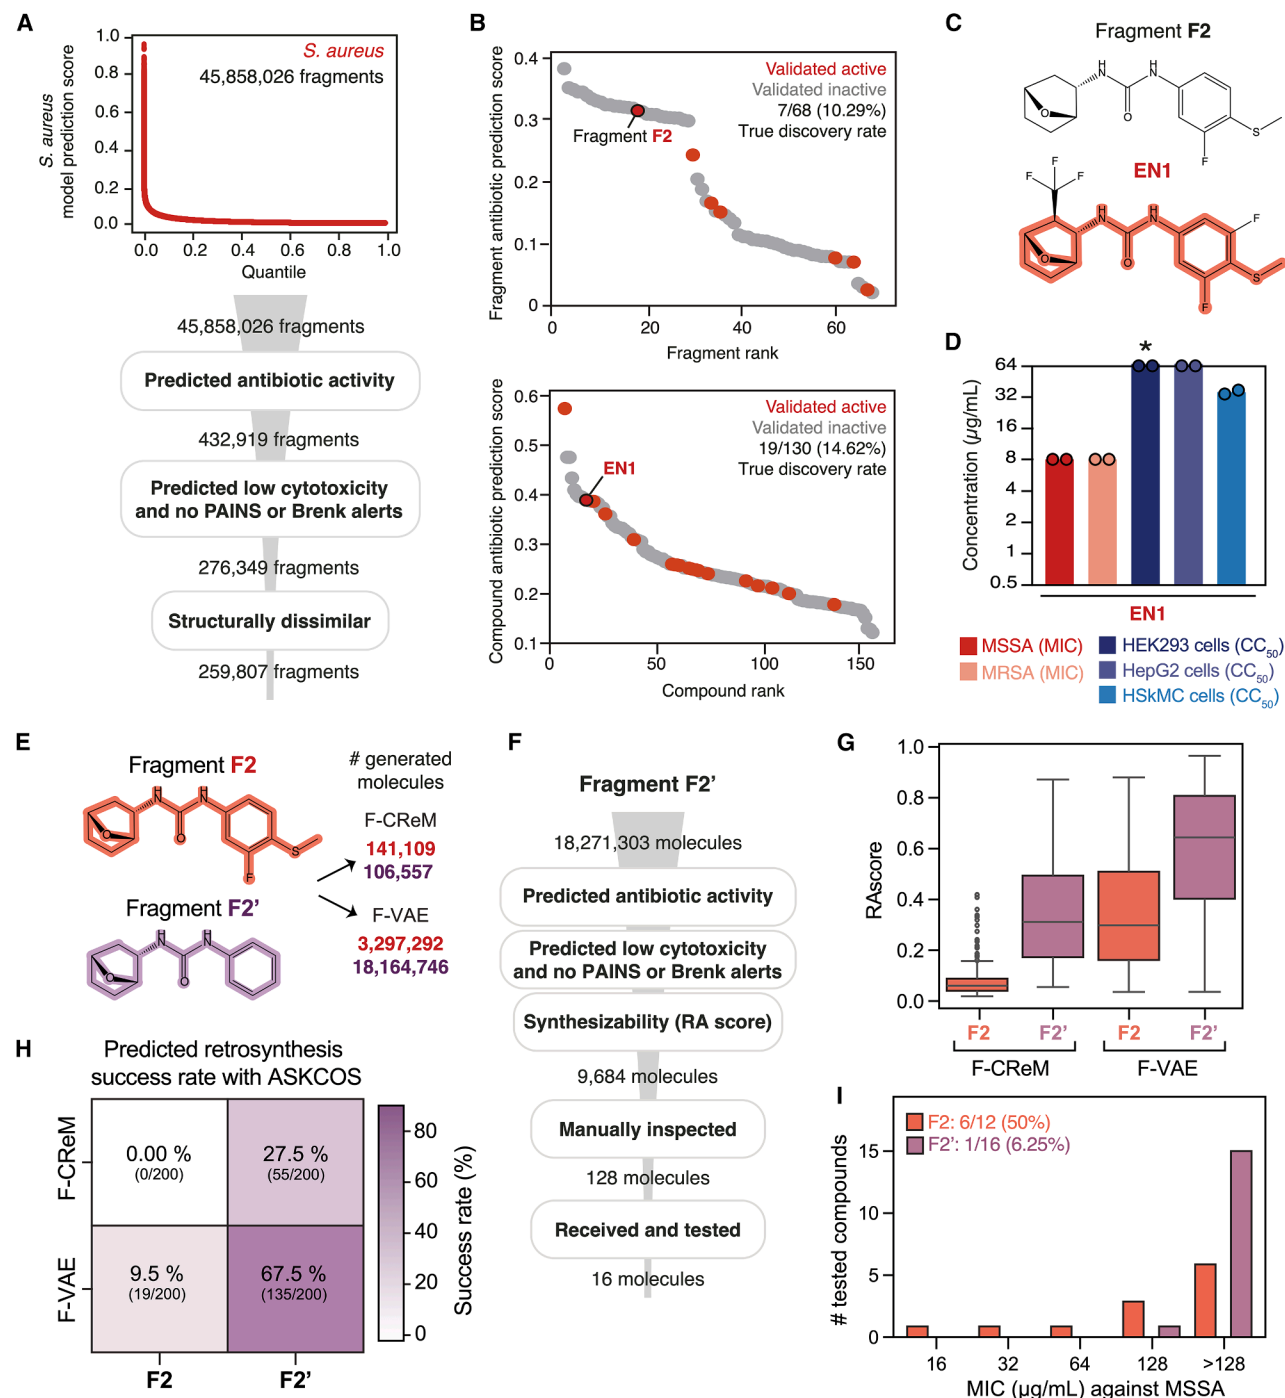 A
S. aureus
model prediction score
1.0
1.0
0.8
0.6
0.4
0.2
0.0
S. aureus
45,858,026 fragments
0.0
0.2
0.4
0.6
0.8
1.0
Quantile
45,858,026 fragments
Predicted antibiotic activity
432,919 fragments
Predicted low cytotoxicity
and no PAINS or Brenk alerts
276,349 fragments
Structurally dissimilar
259,807 fragments
B
Fragment antibiotic prediction score
0.4
0.3
0.2
0.1
0
Validated active
Validated inactive
7/68 (10.29%)
True discovery rate
Fragment F2
0
20
40
60
Fragment rank
Compound antibiotic prediction score
0.6
0.5
0.4
0.3
0.2
0.1
Validated active
Validated inactive
19/130 (14.62%)
True discovery rate
EN1
0
50
100
150
Compound rank
C
Fragment F2
H
N
H
N
O
O
F
S
EN1
F
F
F
H
N
H
N
O
O
F
S
F
D
Concentration (µg/mL)
64
32
16
8
4
2
1
0.5
*
EN1
MSSA (MIC)
MRSA (MIC)
HEK293 cells (CC50)
HepG2 cells (CC50)
HSkMC cells (CC50)
E
Fragment F2
H
N
H
N
O
O
S
F
Fragment F2’
H
N
H
N
O
O
# generated
molecules
F-CReM
141,109
106,557
F-VAE
3,297,292
18,164,746
F
Fragment F2’
18,271,303 molecules
Predicted antibiotic activity
Predicted low cytotoxicity
and no PAINS or Brenk alerts
Synthesizability (RA score)
9,684 molecules
Manually inspected
128 molecules
Received and tested
16 molecules
G
RAscore
1.0
0.8
0.6
0.4
0.2
0.0
F2
F2’
F2
F2’
F-CReM
F-VAE
H
Predicted retrosynthesis
success rate with ASKCOS
F-CReM
F-VAE
0.00 %
(0/200)
27.5 %
(55/200)
9.5 %
(19/200)
67.5 %
(135/200)
F2
F2’
80
60
40
20
0
Success rate (%)
I
# tested compounds
15
10
5
0
F2: 6/12 (50%)
F2’: 1/16 (6.25%)
16
32
64
128
>128
MIC (µg/mL) against MSSA